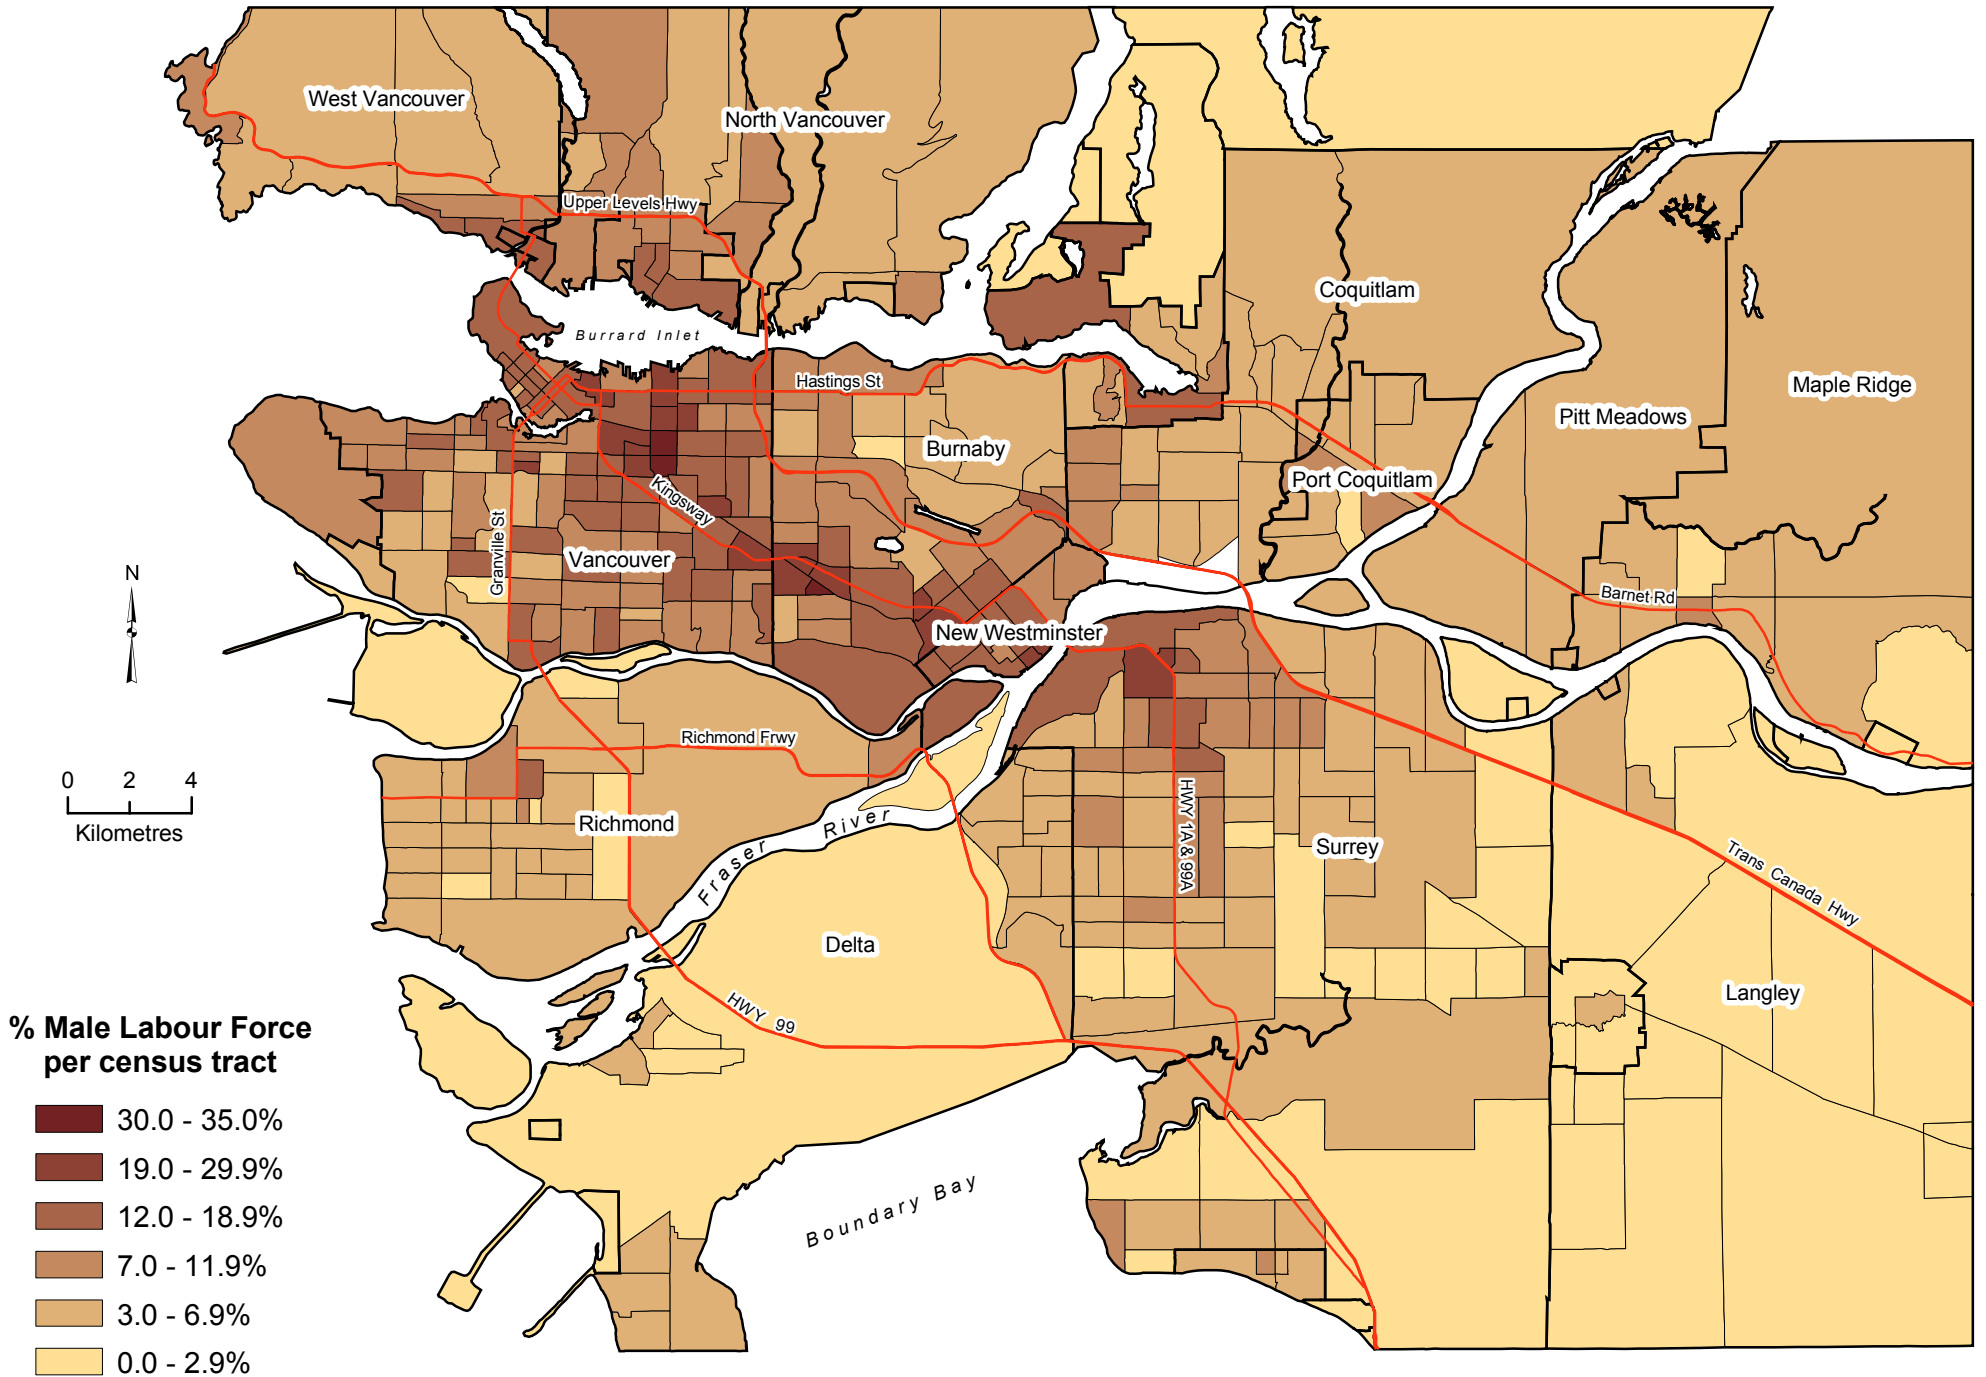 West Vancouver
North Vancouver
Upper Levels Hwy
Coquitlam
Burrard Inlet
Hastings St
Maple Ridge
Pitt Meadows
Burnaby
Port Coquitlam
Kingsway
Granville St
Vancouver
N
Barnet Rd
New Westminster
Richmond Frwy
0 2 4
Kilometres
HWY 1A & 99A
Richmond
Fraser River
Surrey
Trans Canada Hwy
Delta
Langley
HWY 99
Boundary Bay
% Male Labour Force
per census tract
30.0 - 35.0%
19.0 - 29.9%
12.0 - 18.9%
7.0 - 11.9%
3.0 - 6.9%
0.0 - 2.9%